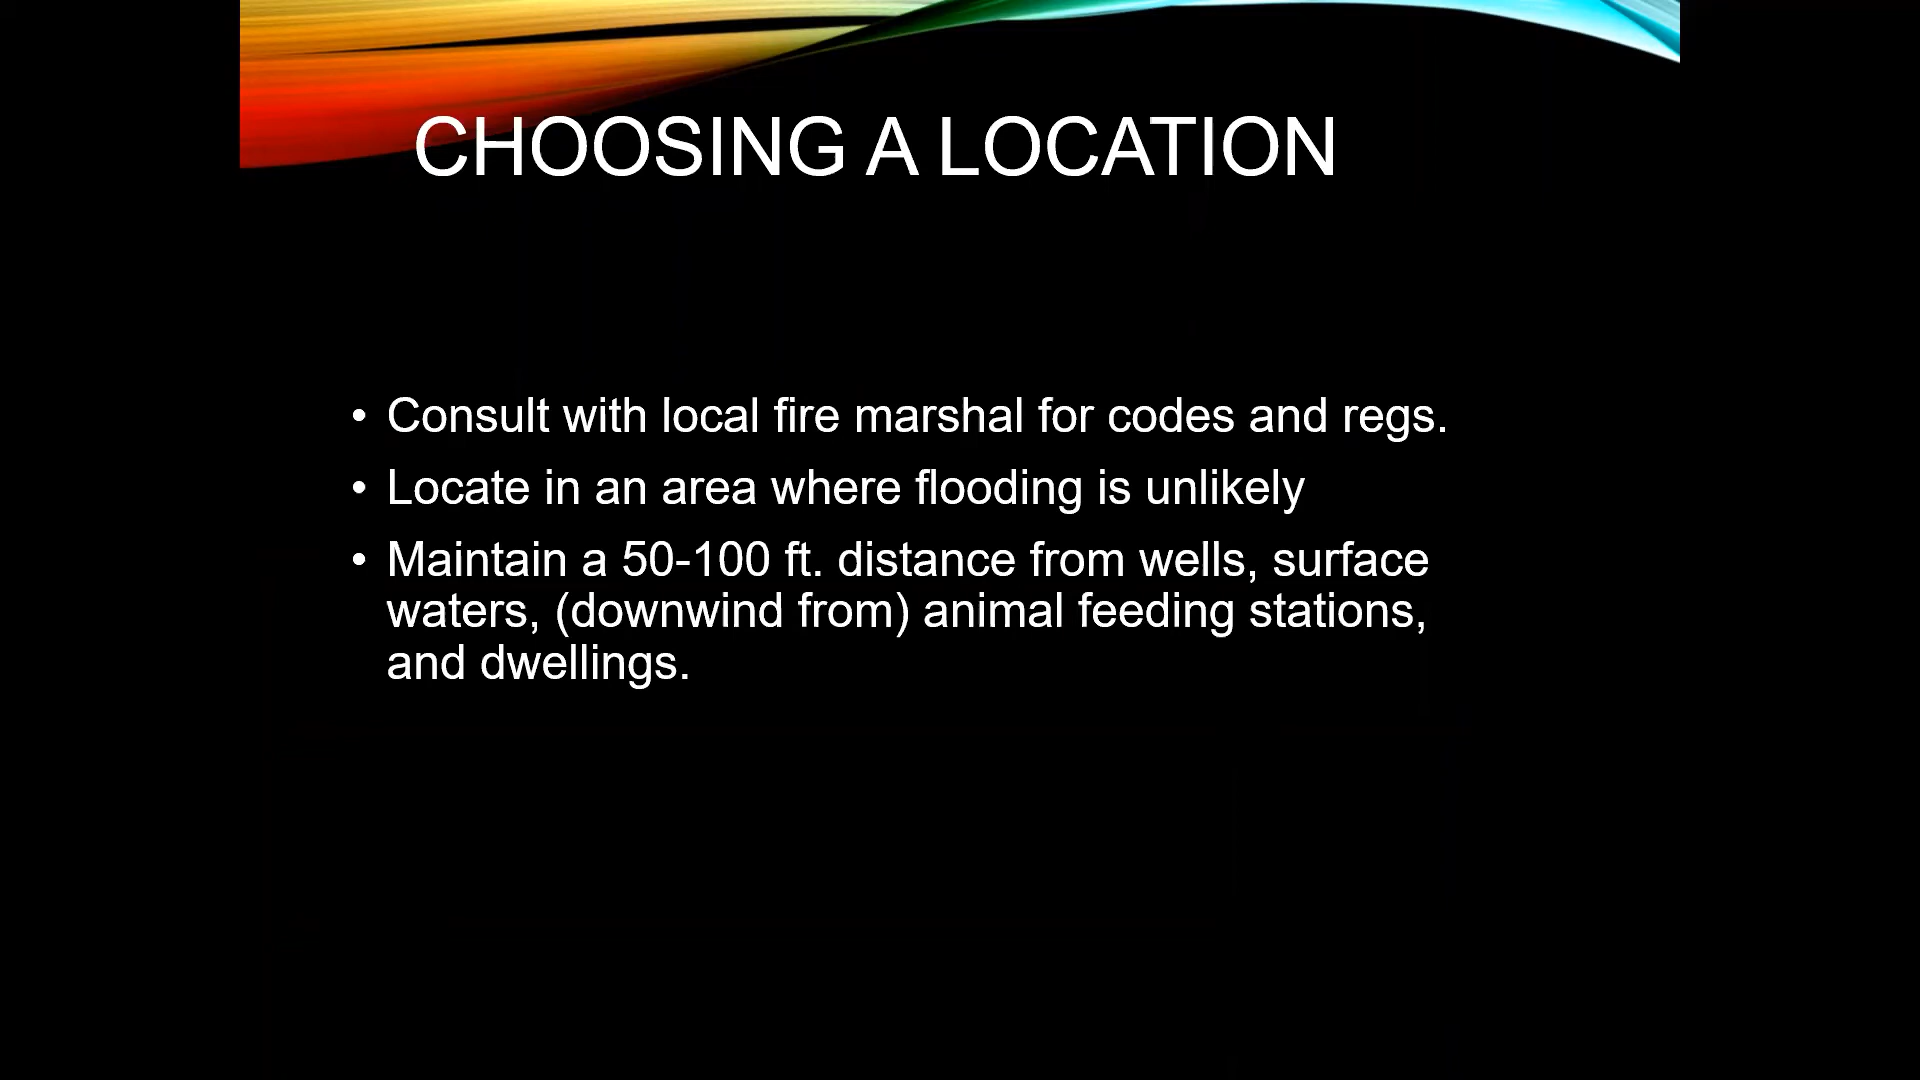 CHOOSING A LOCATION
• Consult with local fire marshal for codes and regs.
• Locate in an area where flooding is unlikely
• Maintain a 50-100 ft. distance from wells, surface
waters, (downwind from) animal feeding stations,
and dwellings.